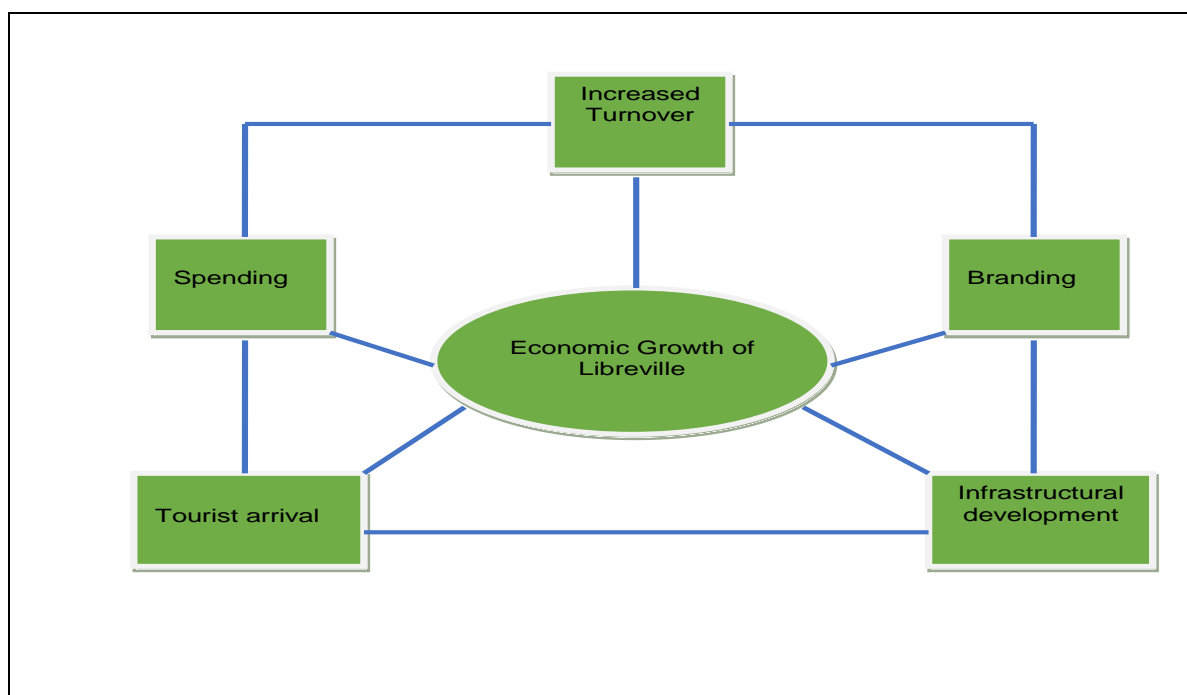 Increased
Turnover
Spending
Branding
Economic Growth of
Libreville
Tourist arrival
Infrastructural
development